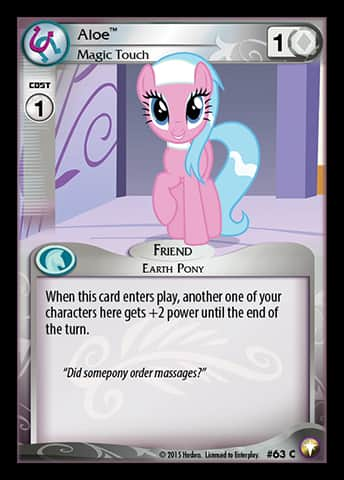 Aloe™
Magic Touch
1
COST
1
FRIEND
EARTH PONY
When this card enters play, another one of your
characters here gets +2 power until the end of
the turn.
"Did somepony order massages?"
© 2015 Hasbro. Licensed to Enterplay.
#63 C